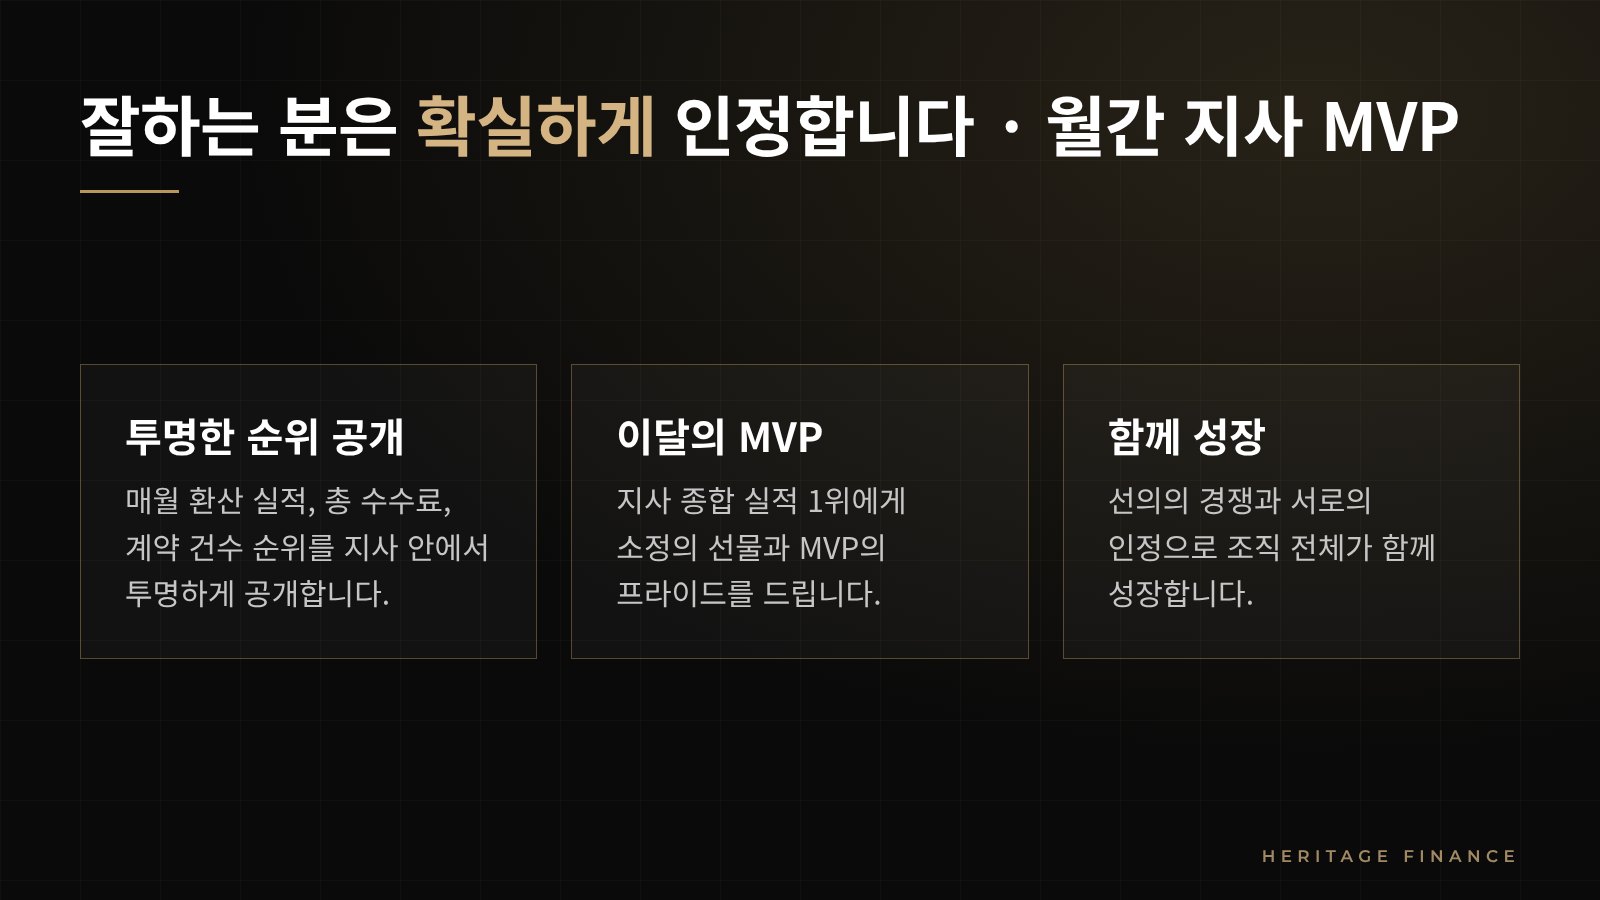 잘하는 분은 확실하게 인정합니다 · 월간 지사 MVP
투명한 순위 공개
매월 환산 실적, 총 수수료,
계약 건수 순위를 지사 안에서
투명하게 공개합니다.
이달의 MVP
지사 종합 실적 1위에게
소정의 선물과 MVP의
프라이드를 드립니다.
함께 성장
선의의 경쟁과 서로의
인정으로 조직 전체가 함께
성장합니다.
HERITAGE FINANCE